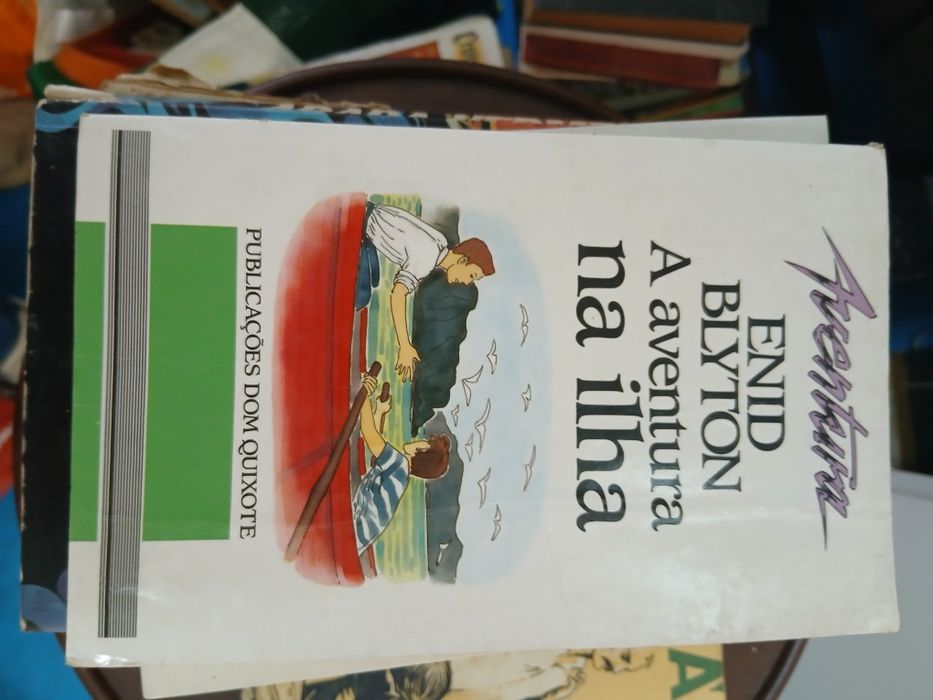 Aventura
ENID
BLYTON
A aventura
na ilha
PUBLICAÇÕES DOM QUIXOTE